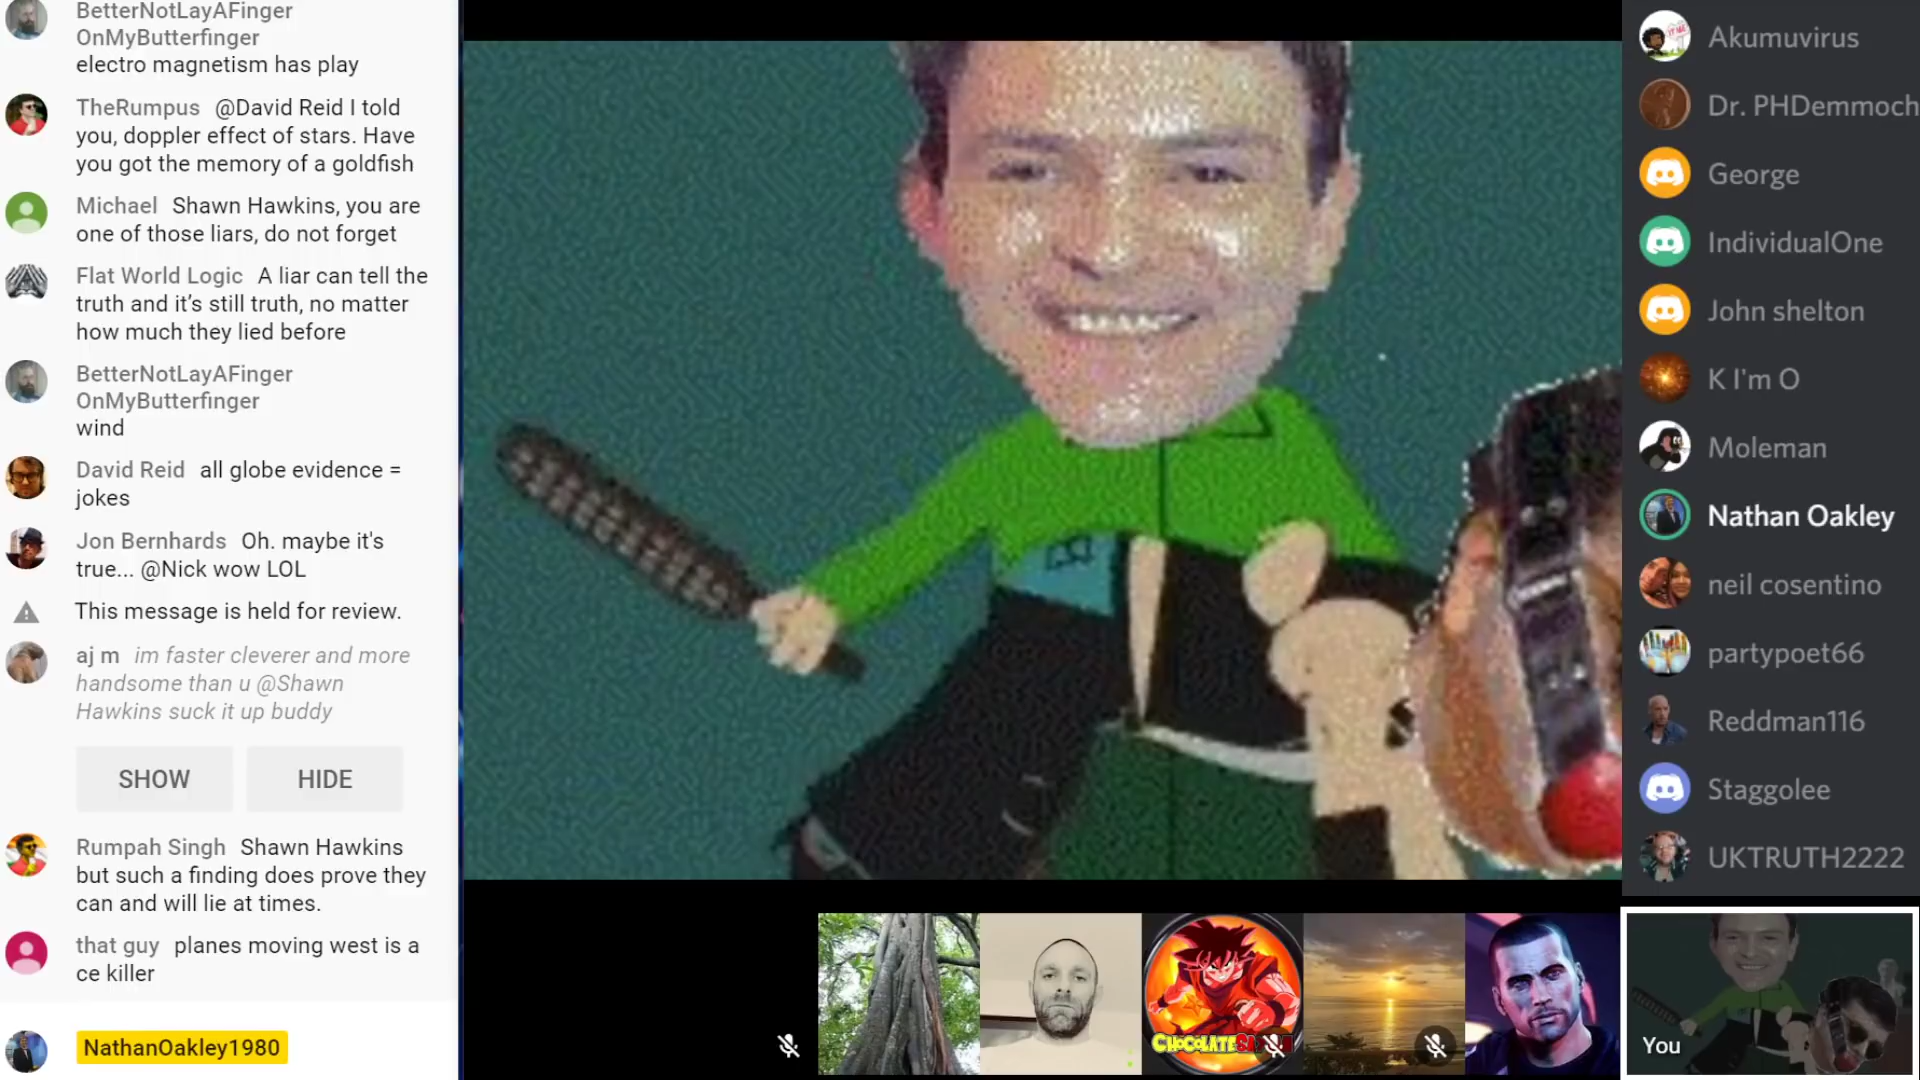 BetterNotLayAFinger
OnMyButterfinger
electro magnetism has play
TheRumpus @David Reid I told
you, doppler effect of stars. Have
you got the memory of a goldfish
Michael Shawn Hawkins, you are
one of those liars, do not forget
Flat World Logic A liar can tell the
truth and it's still truth, no matter
how much they lied before
BetterNotLayAFinger
OnMyButterfinger
wind
David Reid all globe evidence =
jokes
Jon Bernhards Oh. maybe it's
true... @Nick wow LOL
This message is held for review.
aj m im faster cleverer and more
handsome than u @Shawn
Hawkins suck it up buddy
SHOW HIDE
Rumpah Singh Shawn Hawkins
but such a finding does prove they
can and will lie at times.
that guy planes moving west is a
ce killer
NathanOakley1980
Akumuvirus
Dr. PHDemmoch
George
IndividualOne
John shelton
K I'm O
Moleman
Nathan Oakley
neil cosentino
partypoet66
Reddman116
Staggolee
UKTRUTH2222
You